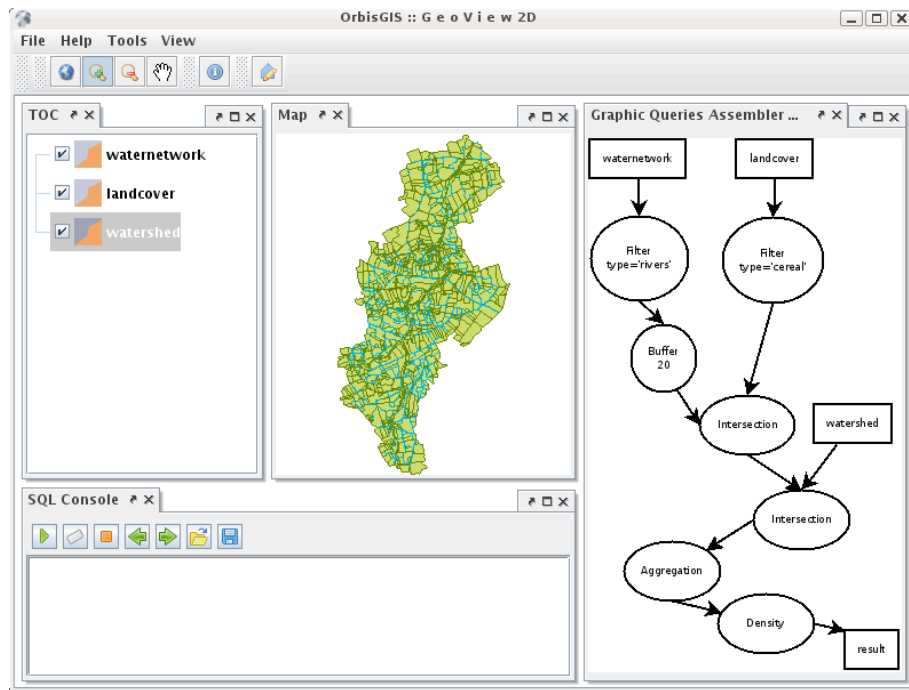 OrbisGIS :: G e o V i e w 2D
File Help Tools View
TOC
waternetwork
landcover
watershed
Map
Graphic Queries Assembler ...
waternetwork
landcover
Filter
type='rivers'
Filter
type='cereal'
Buffer
20
Intersection
watershed
Intersection
Aggregation
Density
result
SQL Console